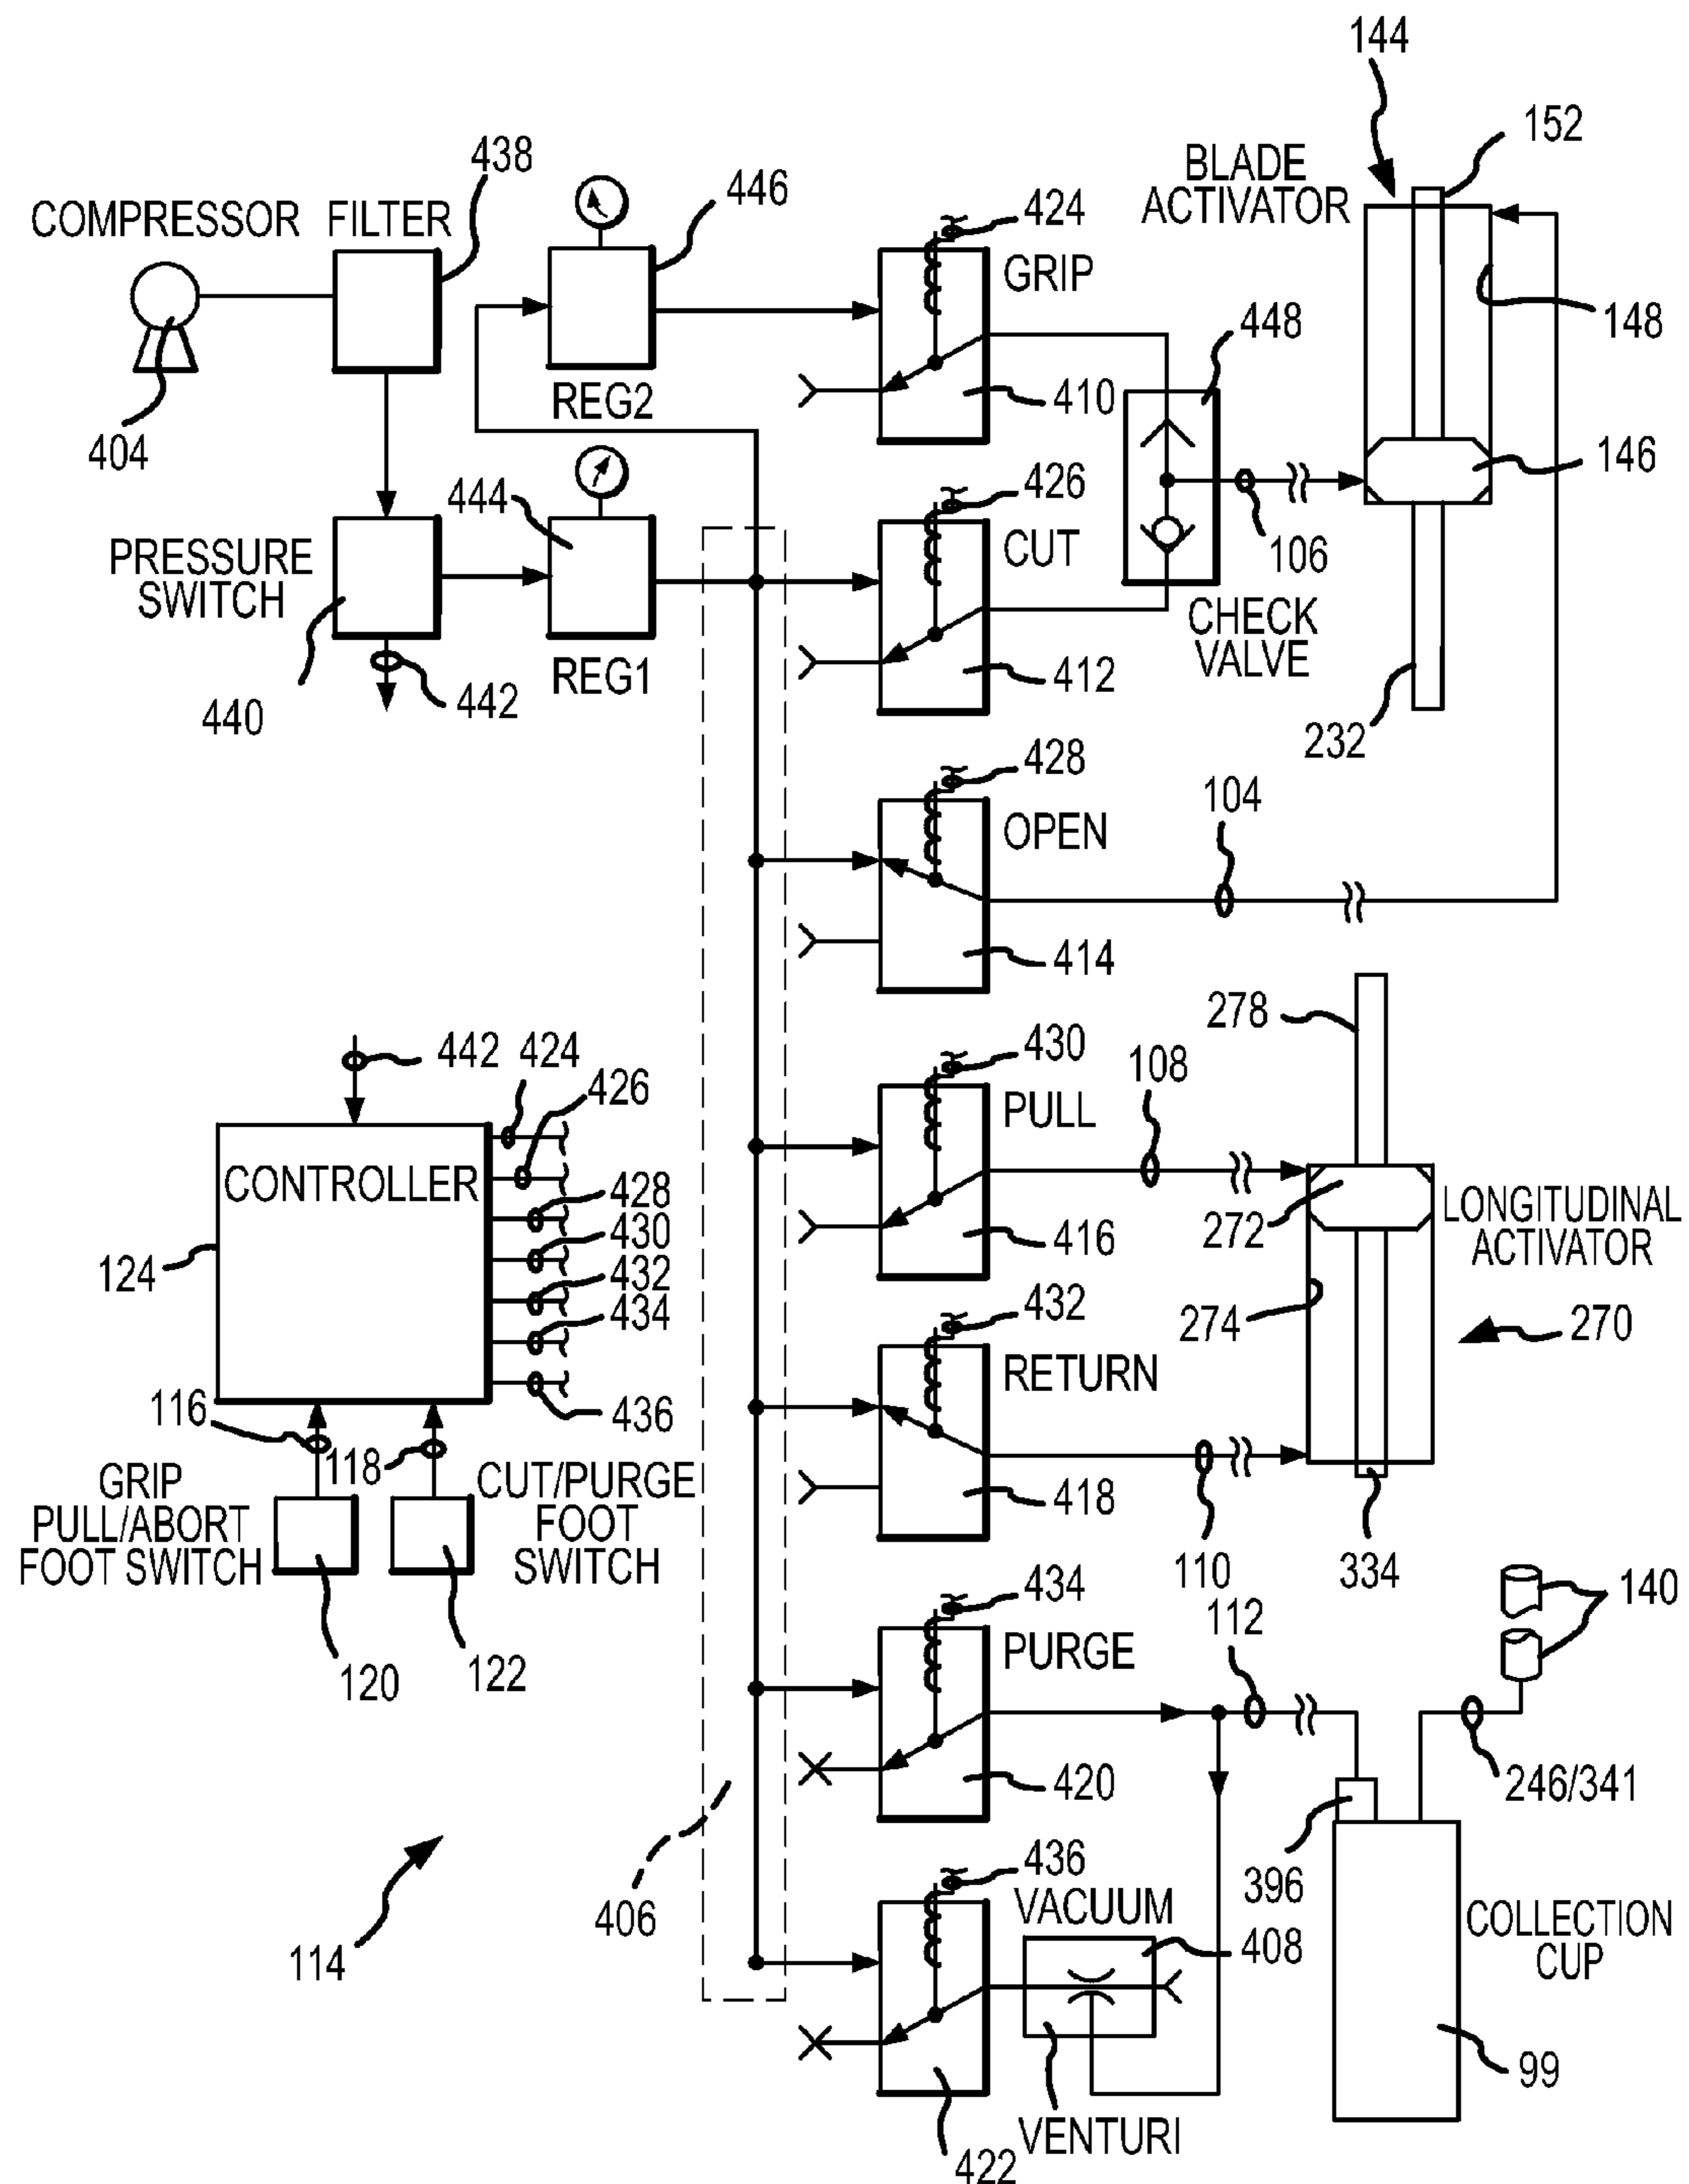 144
152
BLADE
ACTIVATOR
438
446
424
COMPRESSOR
FILTER
GRIP
448
148
REG2
410
404
146
444
426
CUT
106
PRESSURE
SWITCH
CHECK
VALVE
412
REG1
442
440
232
428
104
OPEN
414
278
442
424
430
108
426
PULL
CONTROLLER
428
430
432
434
436
124
416
272
LONGITUDINAL
ACTIVATOR
274
270
432
RETURN
116
118
GRIP
PULL/ABORT
FOOT SWITCH
CUT/PURGE
FOOT
SWITCH
418
110
334
140
434
112
PURGE
120
122
420
246/341
396
436
VACUUM
408
406
COLLECTION
CUP
114
99
VENTURI
422